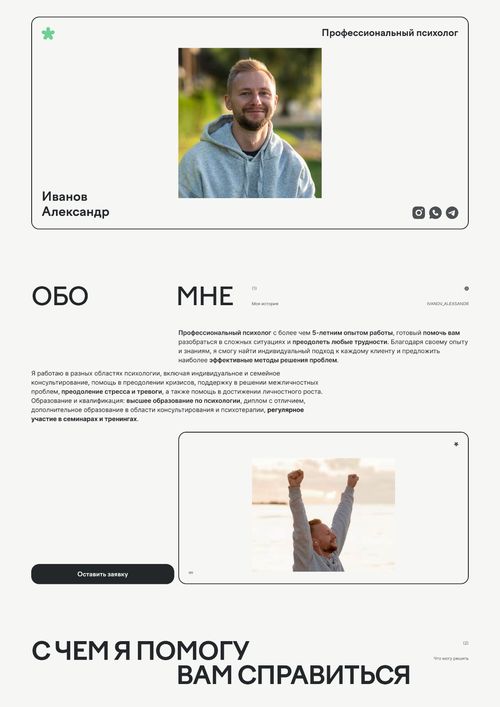 Профессиональный психолог
Иванов
Александр
ОБО МНЕ
(1)
Моя история
IVANOV_ALEKSANDR
Профессиональный психолог с более чем 5-летним опытом работы, готовый помочь вам
разобраться в сложных ситуациях и преодолеть любые трудности. Благодаря своему опыту
и знаниям, я смогу найти индивидуальный подход к каждому клиенту и предложить
наиболее эффективные методы решения проблем.
Я работаю в разных областях психологии, включая индивидуальное и семейное
консультирование, помощь в преодолении кризисов, поддержку в решении межличностных
проблем, преодоление стресса и тревоги, а также помощь в достижении личностного роста.
Образование и квалификация: высшее образование по психологии, диплом с отличием,
дополнительное образование в области консультирования и психотерапии, регулярное
участие в семинарах и тренингах.
Оставить заявку
С ЧЕМ Я ПОМОГУ
ВАМ СПРАВИТЬСЯ
(2)
Что могу решить